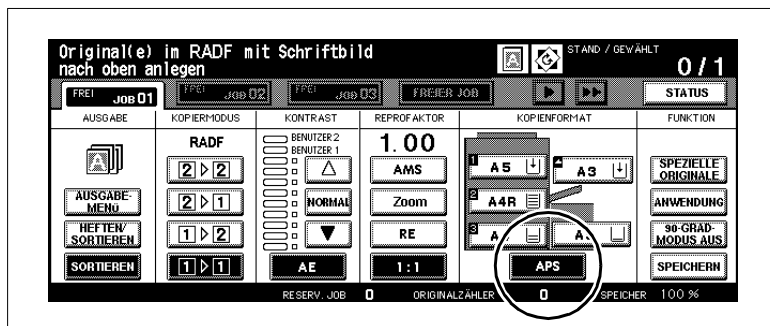 Original(e) im RADF mit Schriftbild
nach oben anlegen
STAND / GEWÄHLT
0/1
FREI JOB 01
FREI JOB 02
FREI JOB 03
FREIER JOB
STATUS
AUSGABE
KOPIERMODUS
KONTRAST
REPROFAKTOR
KOPIENFORMAT
FUNKTION
RADF
BENUTZER 2
BENUTZER 1
1.00
A
2 ▷ 2
AMS
1 A5
A3
SPEZIELLE
ORIGINALE
AUSGABE-
MENÜ
2 ▷ 1
NORMAL
Zoom
2 A4R
ANWENDUNG
HEFTEN/
SORTIEREN
1 ▷ 2
RE
3
90-GRAD-
MODUS AUS
SORTIEREN
1 ▷ 1
AE
1:1
APS
SPEICHERN
RESERV. JOB 0
ORIGINALZÄHLER 0
SPEICHER 100 %